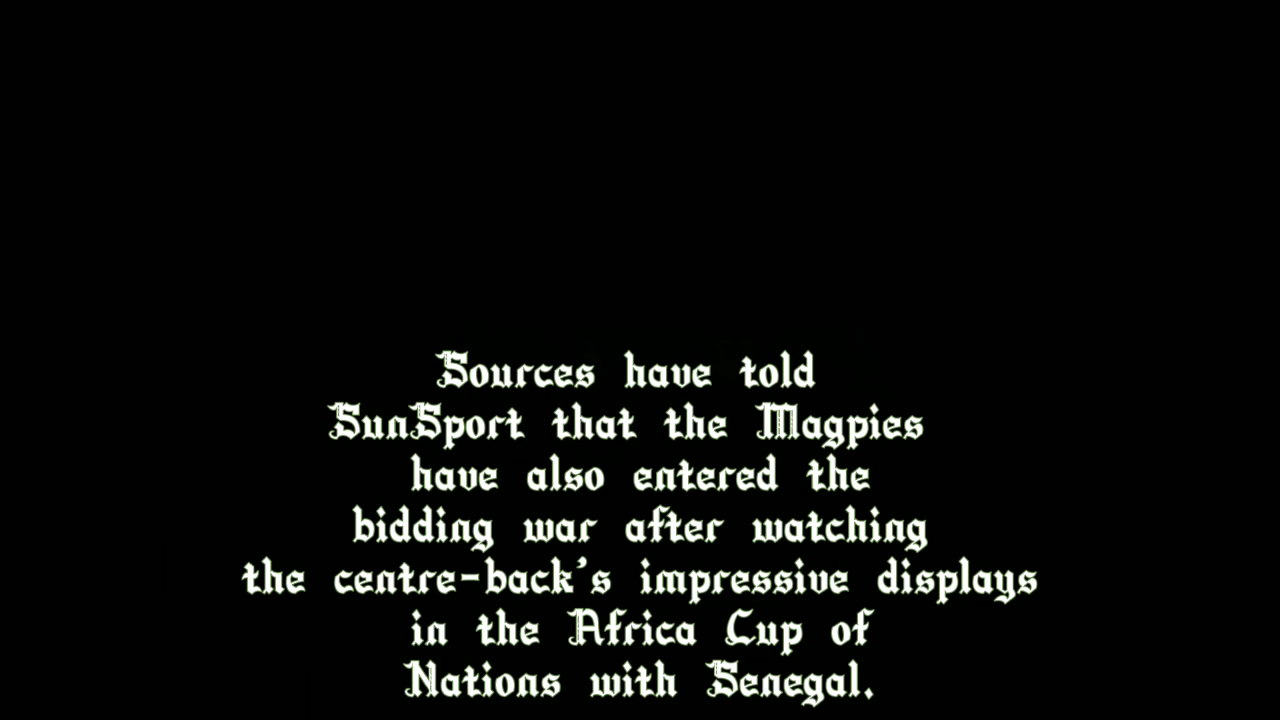 Sources have told
SunSport that the Magpies
have also entered the
bidding war after watching
the centre-back's impressive displays
in the Africa Cup of
Nations with Senegal.